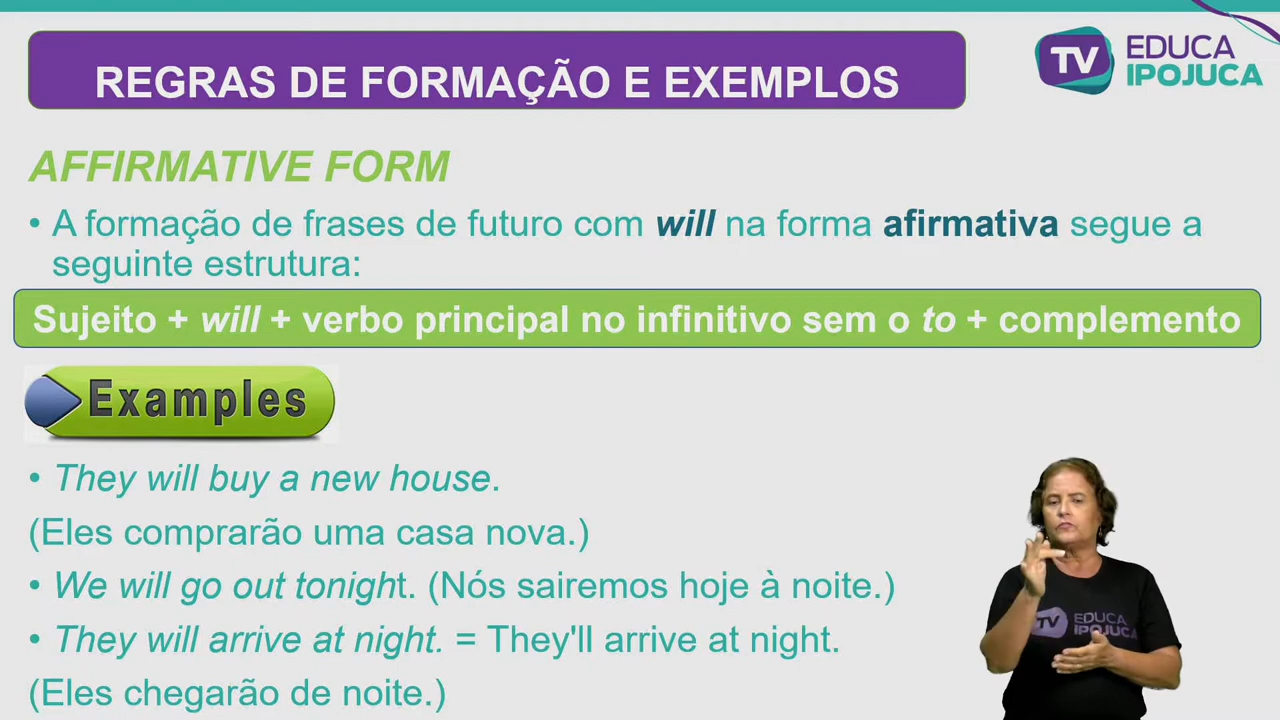 REGRAS DE FORMAÇÃO E EXEMPLOS
TV EDUCA
IPOJUCA
AFFIRMATIVE FORM
• A formação de frases de futuro com will na forma afirmativa segue a
seguinte estrutura:
Sujeito + will + verbo principal no infinitivo sem o to + complemento
Examples
• They will buy a new house.
(Eles comprarão uma casa nova.)
• We will go out tonight. (Nós sairemos hoje à noite.)
• They will arrive at night. = They'll arrive at night.
(Eles chegarão de noite.)
TV EDUCA
IPOJUCA